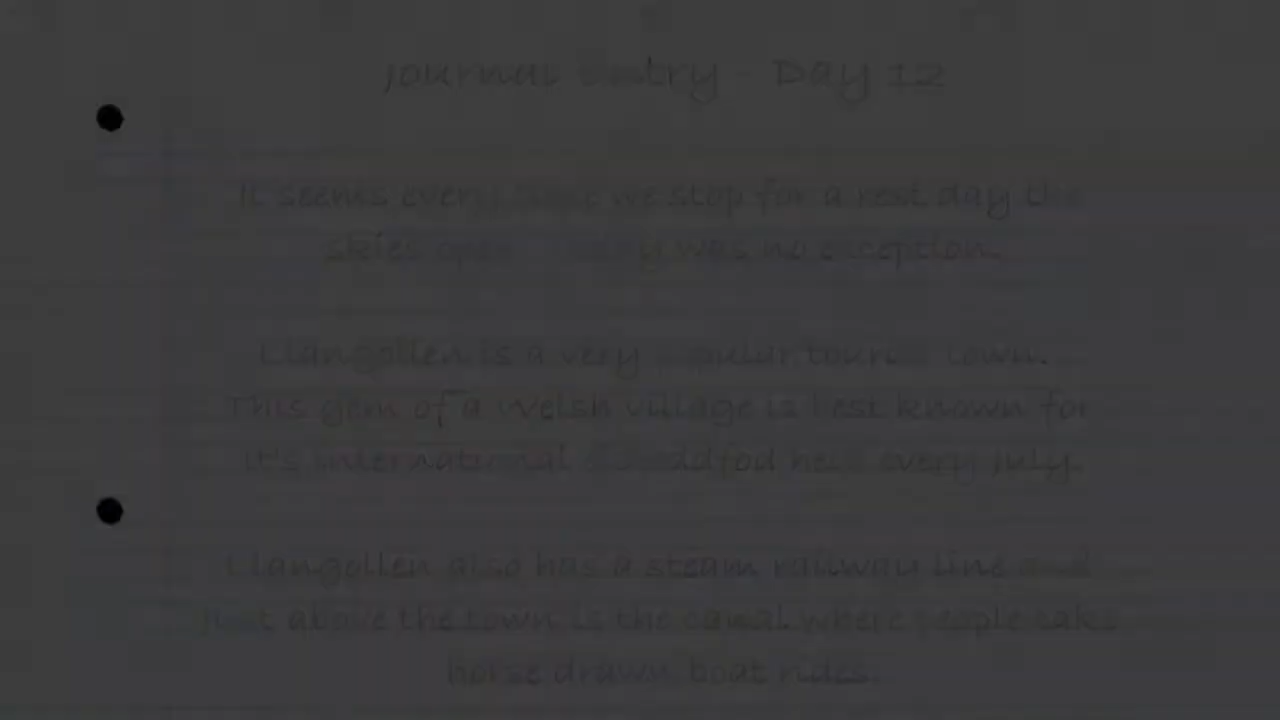 Journal Entry - Day 12
It seems every time we stop for a rest day the
skies open. Today was no exception.
Llangollen is a very popular tourist town.
This gem of a Welsh village is best known for
it's international Eisteddfod held every July.
Llangollen also has a steam railway line and
just above the town is the canal where people take
horse drawn boat rides.